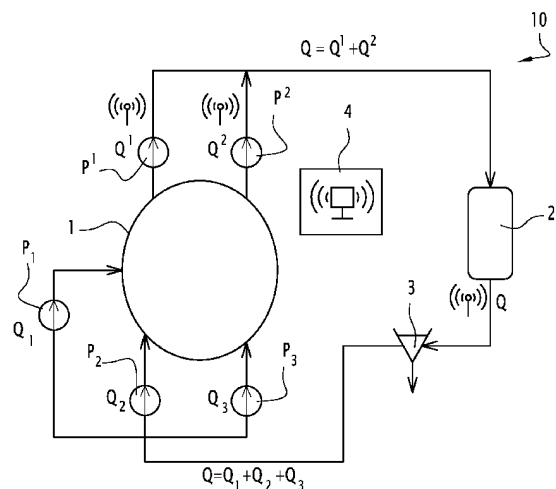 10
Q = Q¹ + Q²
4
P²
Q¹
Q²
P¹
1
2
P₁
3
Q
Q₁
P₂
P₃
Q₂
Q₃
Q=Q₁+Q₂+Q₃